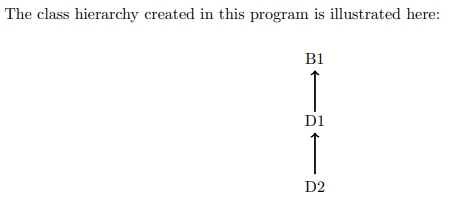 The class hierarchy created in this program is illustrated here:
B1
D1
D2